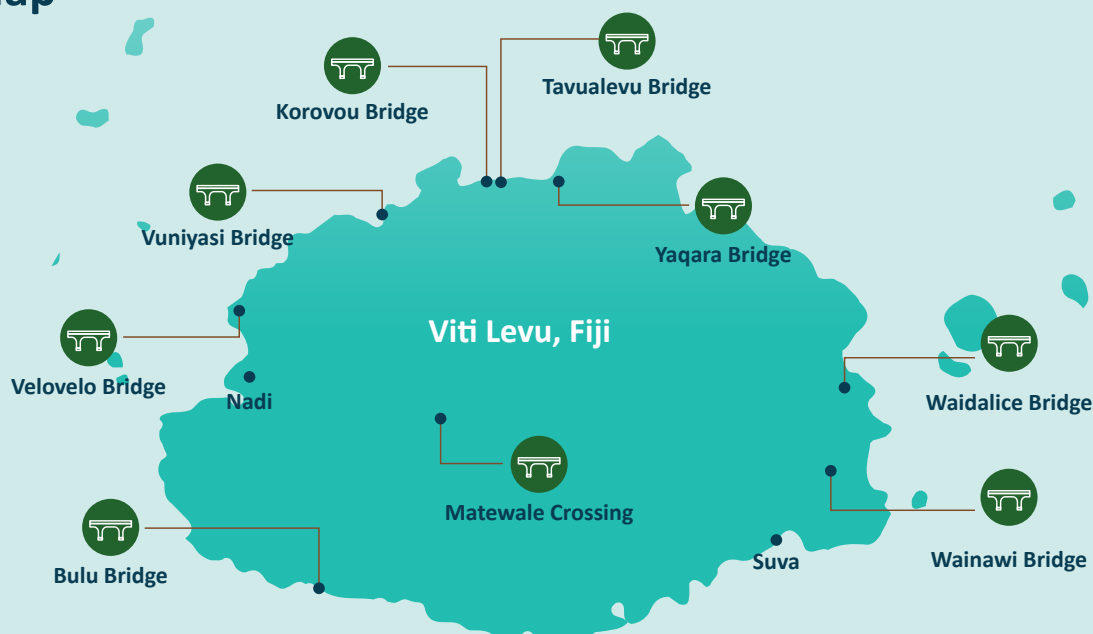 Tavualevu Bridge
Korovou Bridge
Vuniyasi Bridge
Yaqara Bridge
Viti Levu, Fiji
Velovelo Bridge
Nadi
Waidalice Bridge
Matewale Crossing
Suva
Wainawi Bridge
Bulu Bridge